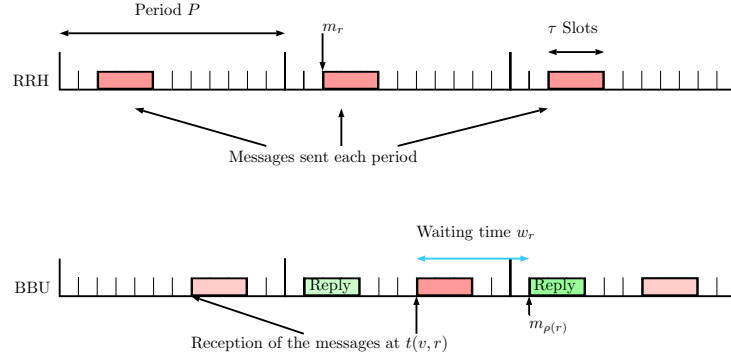 Period P
m_r
τ Slots
RRH
Messages sent each period
Waiting time w_r
BBU
Reply
Reply
m_{ρ(r)}
Reception of the messages at t(v, r)